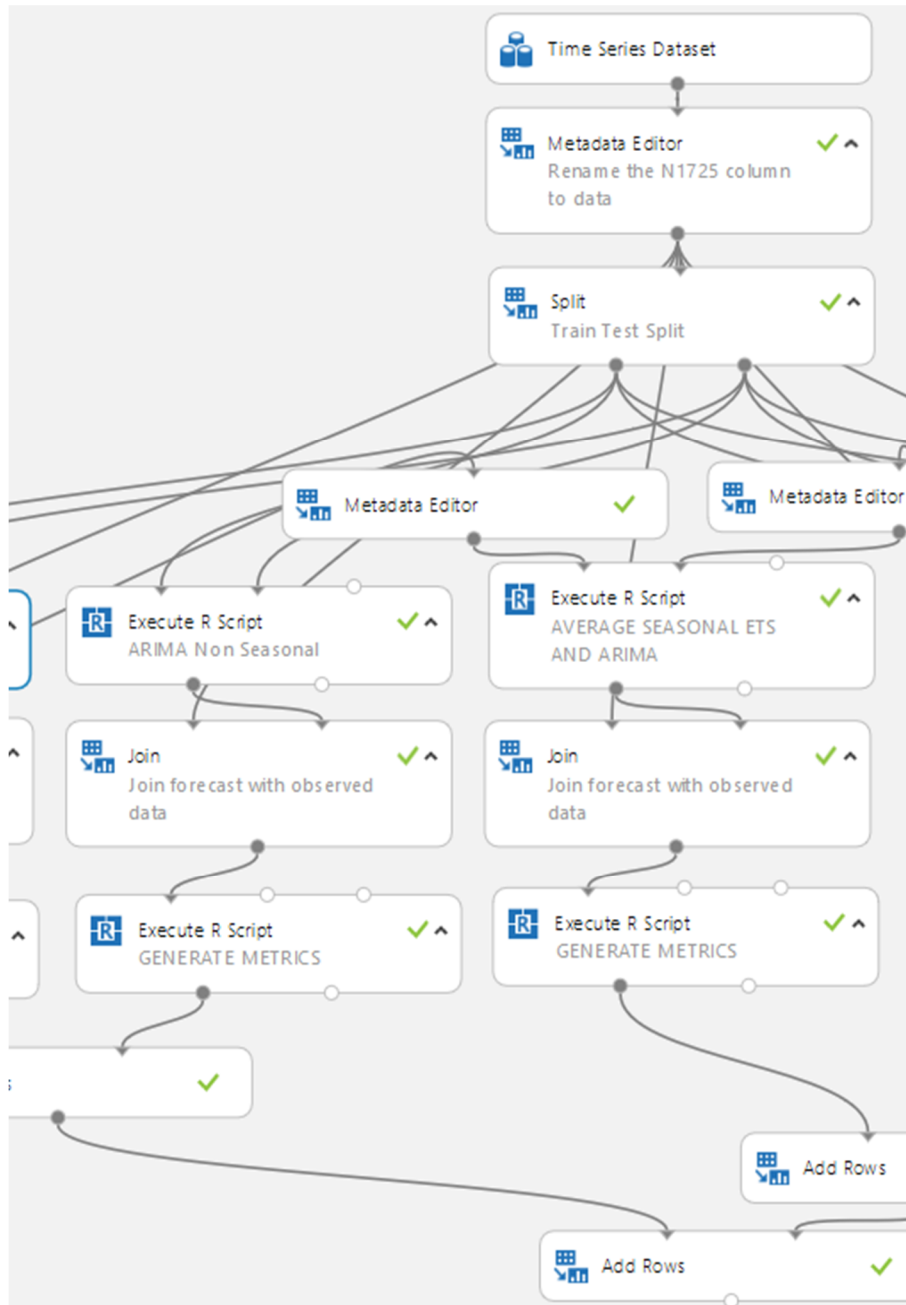 Time Series Dataset
Metadata Editor
Rename the N1725 column
to data
Split
Train Test Split
Metadata Editor
Metadata Editor
Execute R Script
ARIMA Non Seasonal
Execute R Script
AVERAGE SEASONAL ETS
AND ARIMA
Join
Join forecast with observed
data
Join
Join forecast with observed
data
Execute R Script
GENERATE METRICS
Execute R Script
GENERATE METRICS
Add Rows
Add Rows